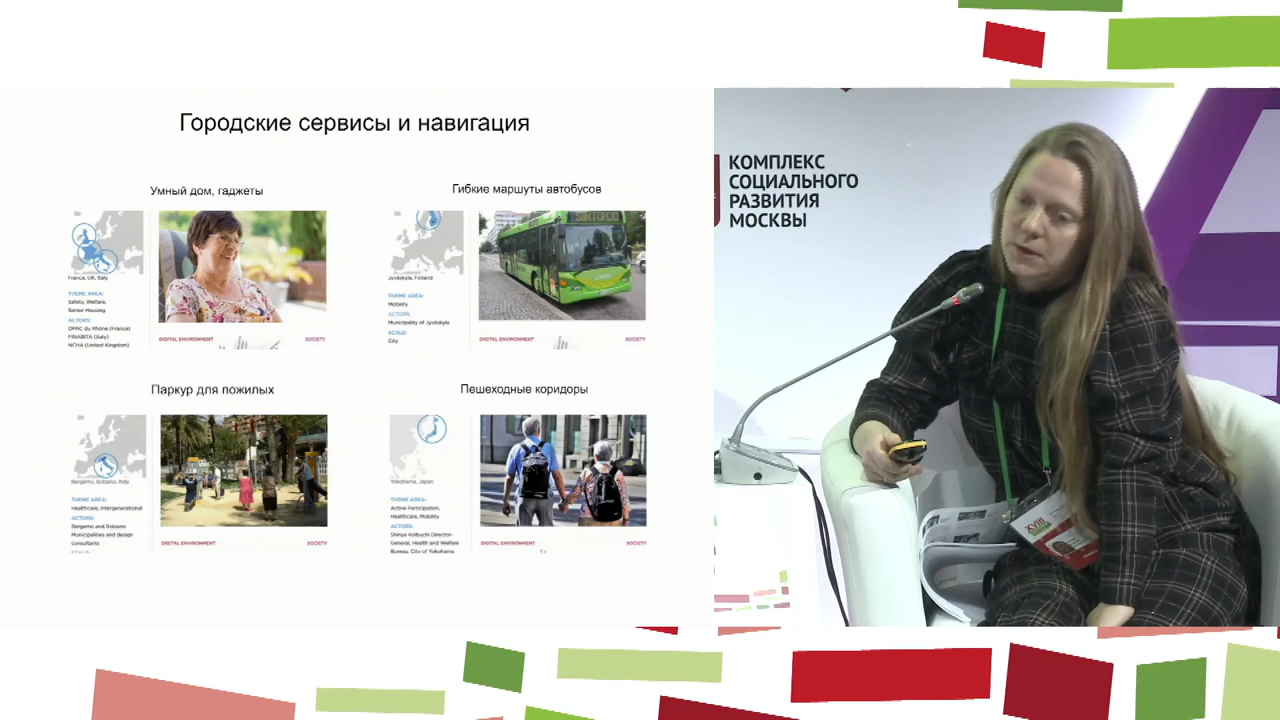 Городские сервисы и навигация
Умный дом, гаджеты
France, UK, Italy
THEME AREA:
Safety, Welfare,
Senior Housing
ACTORS:
OPAC du Rhône (France)
FINABITA (Italy)
NCHA (United Kingdom)
DIGITAL ENVIRONMENT
SOCIETY
Гибкие маршруты автобусов
Jyväskylä, Finland
THEME AREA:
Mobility
ACTORS:
Municipality of Jyväskylä
SCALE:
City
DIGITAL ENVIRONMENT
SOCIETY
Паркур для пожилых
Bergamo, Bolzano, Italy
THEME AREA:
Healthcare, Intergenerational
ACTORS:
Bergamo and Bolzano
Municipalities and design
consultants
DIGITAL ENVIRONMENT
SOCIETY
Пешеходные коридоры
Yokohama, Japan
THEME AREA:
Active Participation,
Healthcare, Mobility
ACTORS:
Shinya Koibuchi Director-
General, Health and Welfare
Bureau, City of Yokohama
DIGITAL ENVIRONMENT
SOCIETY
КОМПЛЕКС
СОЦИАЛЬНОГО
РАЗВИТИЯ
МОСКВЫ
XVIII